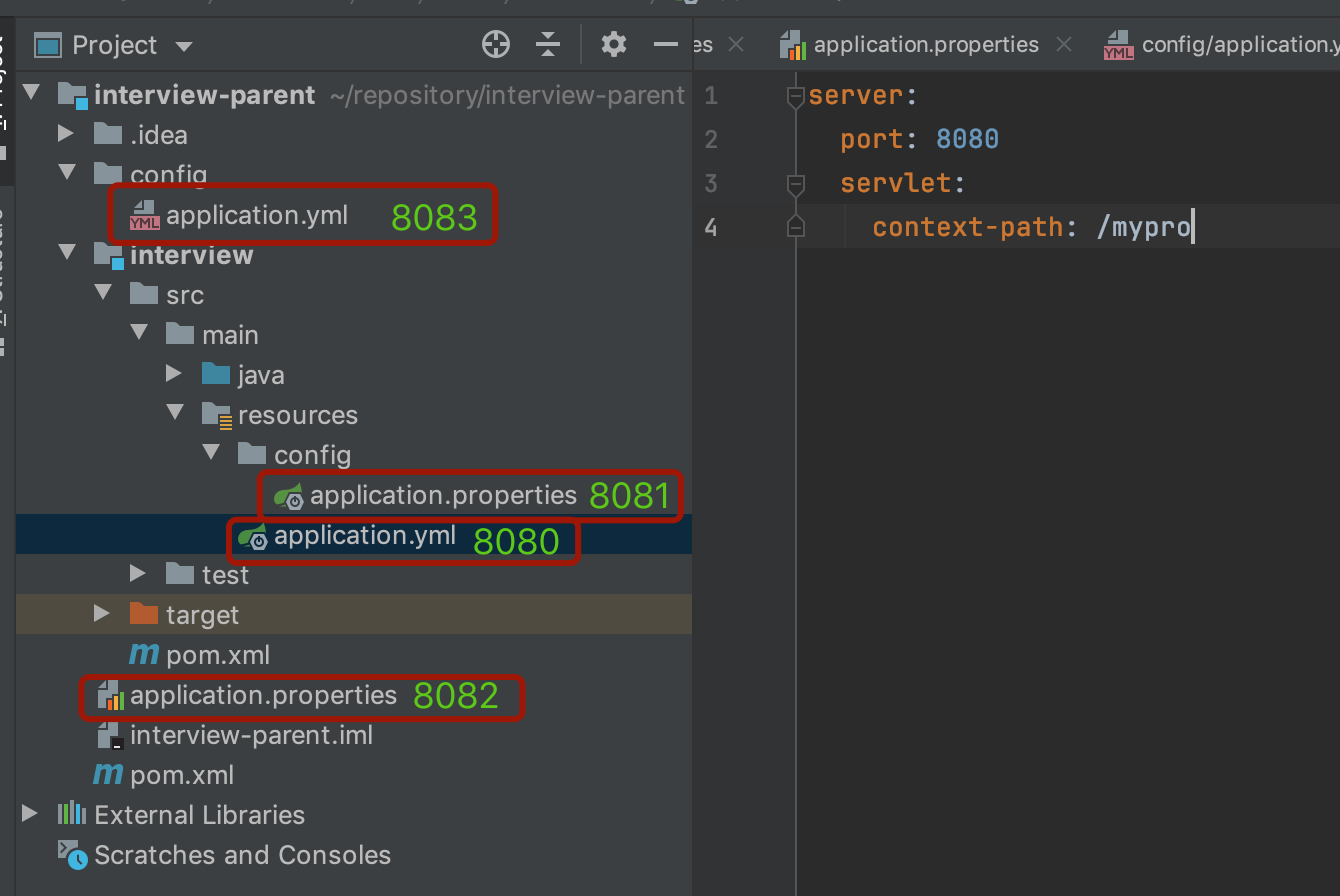 Project
es
application.properties
config/application.y
interview-parent ~/repository/interview-parent
.idea
config
YML application.yml 8083
interview
src
main
java
resources
config
application.properties 8081
application.yml 8080
test
target
pom.xml
application.properties 8082
interview-parent.iml
pom.xml
External Libraries
Scratches and Consoles
1 server:
2 port: 8080
3 servlet:
4 context-path: /mypro